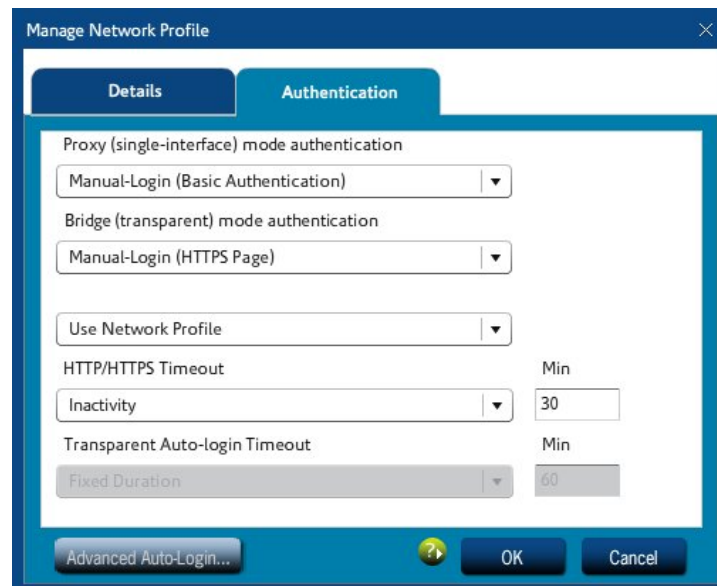 Manage Network Profile
Details Authentication
Proxy (single-interface) mode authentication
Manual-Login (Basic Authentication)
Bridge (transparent) mode authentication
Manual-Login (HTTPS Page)
Use Network Profile
HTTP/HTTPS Timeout Min
Inactivity 30
Transparent Auto-login Timeout Min
Fixed Duration 60
Advanced Auto-Login... ? OK Cancel